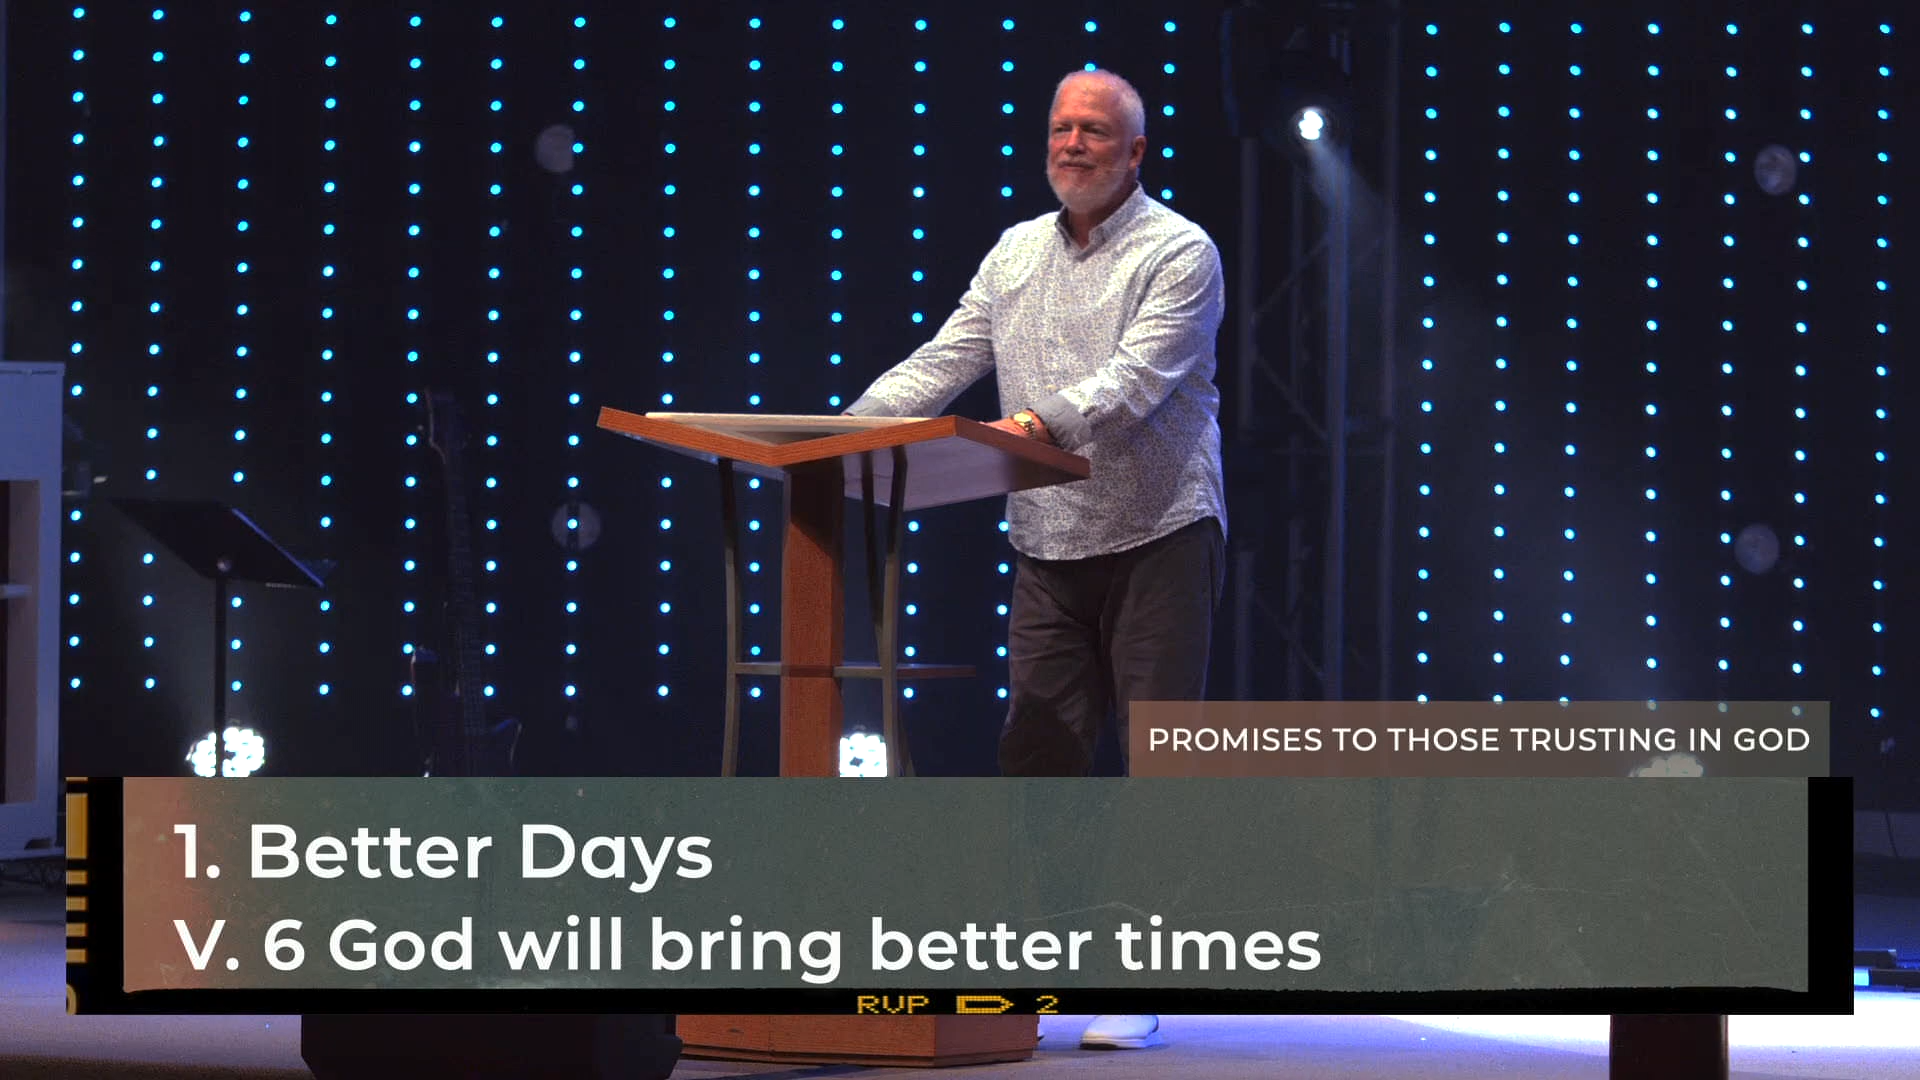 PROMISES TO THOSE TRUSTING IN GOD
1. Better Days
V. 6 God will bring better times
RVP 2